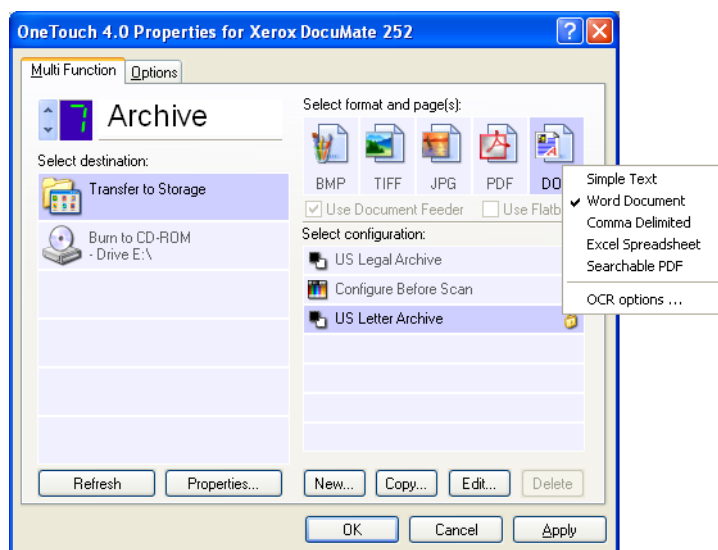 OneTouch 4.0 Properties for Xerox DocuMate 252
Multi Function
Options
7
Archive
Select destination:
Transfer to Storage
Burn to CD-ROM
- Drive E:\
Refresh
Properties...
Select format and page(s):
BMP
TIFF
JPG
PDF
DO
Use Document Feeder
Use Flatb
Select configuration:
US Legal Archive
Configure Before Scan
US Letter Archive
New...
Copy...
Edit...
Delete
Simple Text
Word Document
Comma Delimited
Excel Spreadsheet
Searchable PDF
OCR options ...
OK
Cancel
Apply